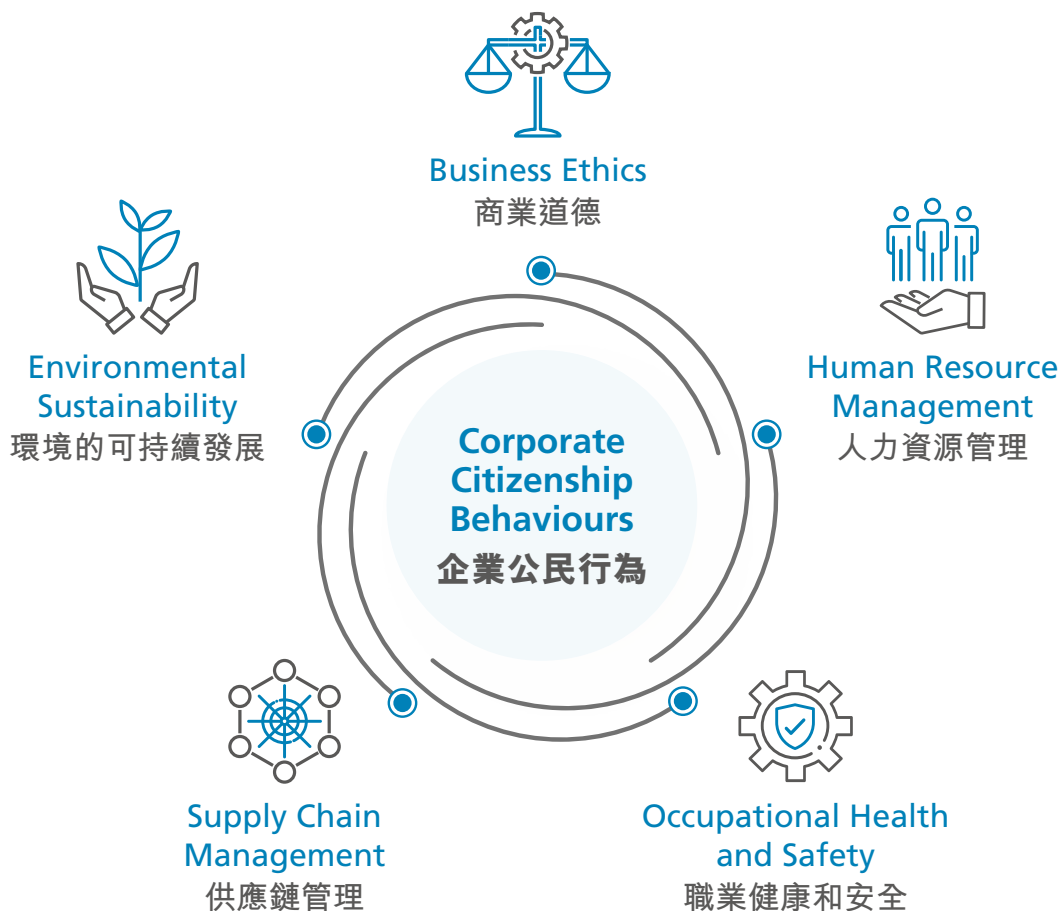 Business Ethics
商業道德
Human Resource
Management
人力資源管理
Occupational Health
and Safety
職業健康和安全
Supply Chain
Management
供應鏈管理
Environmental
Sustainability
環境的可持續發展
Corporate
Citizenship
Behaviours
企業公民行為